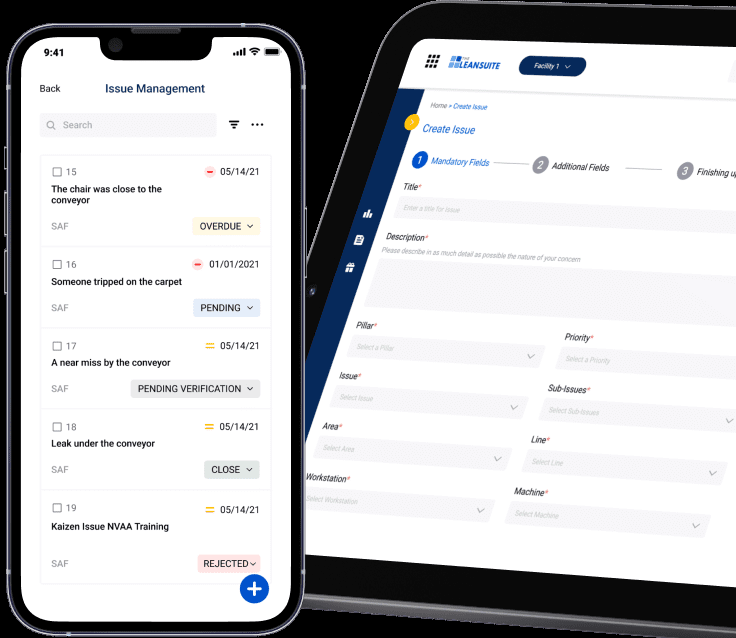 9:41
Back
Issue Management
Search
15
05/14/21
The chair was close to the
conveyor
SAF
OVERDUE
16
01/01/2021
Someone tripped on the carpet
SAF
PENDING
17
05/14/21
A near miss by the conveyor
SAF
PENDING VERIFICATION
18
05/14/21
Leak under the conveyor
SAF
CLOSE
19
05/14/21
Kaizen Issue NVAA Training
SAF
REJECTED
LEANSUITE
Facility 1
Home > Create Issue
Create Issue
1 Mandatory Fields
2 Additional Fields
3 Finishing up
Title*
Enter a title for Issue
Description*
Please describe in as much detail as possible the nature of your concern
Pillar*
Select a Pillar
Priority*
Select a Priority
Issue*
Select Issue
Sub-Issues*
Select Sub-Issues
Area*
Select Area
Line*
Select Line
Workstation*
Select Workstation
Machine*
Select Machine